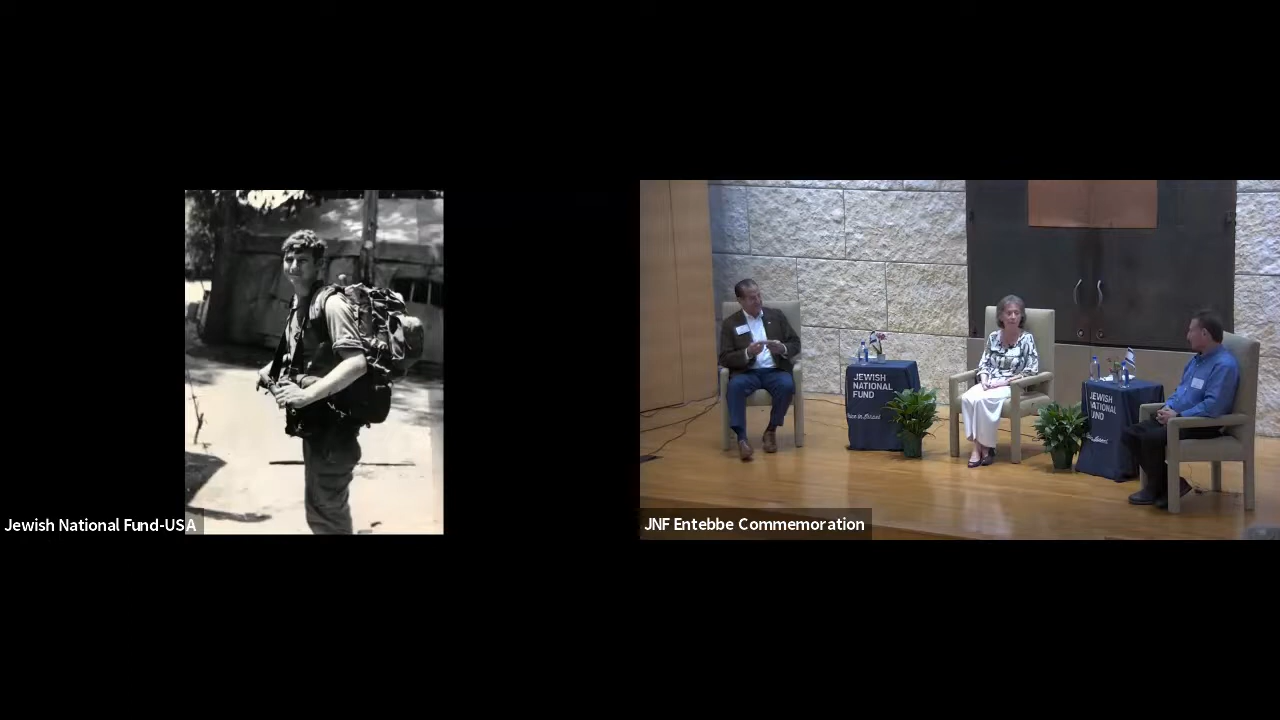 Jewish National Fund-USA
JNF Entebbe Commemoration
JEWISH
NATIONAL
FUND
JEWISH
NATIONAL
FUND